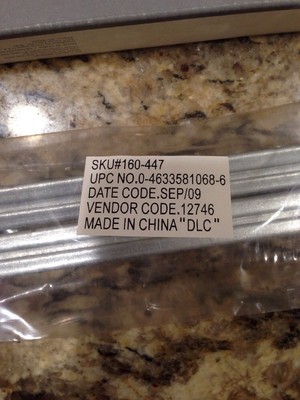 SKU#160-447
UPC NO.0-4633581068-6
DATE CODE.SEP/09
VENDOR CODE.12746
MADE IN CHINA"DLC"